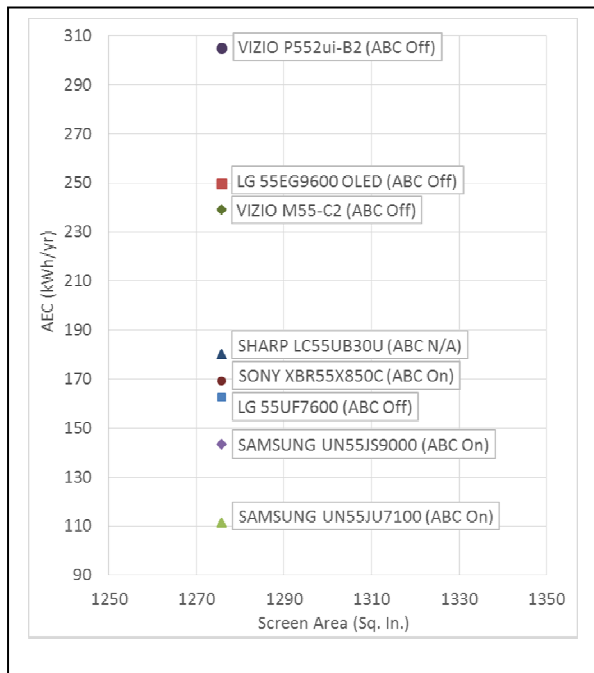 310
VIZIO P552ui-B2 (ABC Off)
290
270
250
LG 55EG9600 OLED (ABC Off)
VIZIO M55-C2 (ABC Off)
230
210
AEC (kWh/yr)
190
SHARP LC55UB30U (ABC N/A)
170
SONY XBR55X850C (ABC On)
LG 55UF7600 (ABC Off)
150
SAMSUNG UN55JS9000 (ABC On)
130
110
SAMSUNG UN55JU7100 (ABC On)
90
1250 1270 1290 1310 1330 1350
Screen Area (Sq. In.)